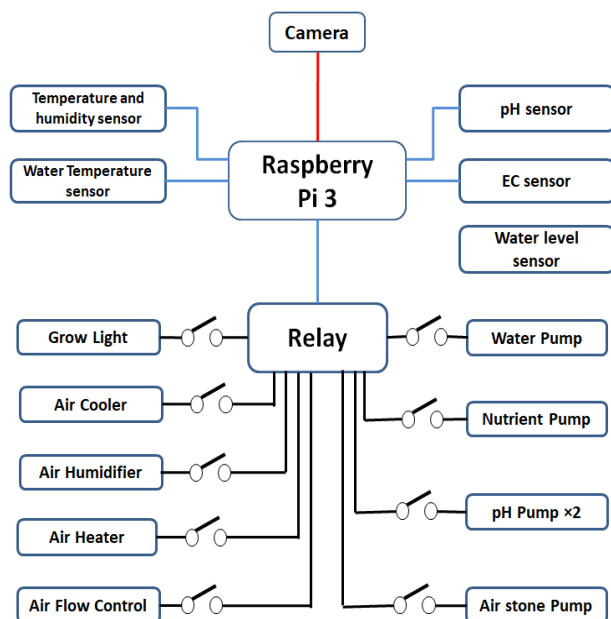 Camera
Temperature and
humidity sensor
pH sensor
Raspberry
Pi 3
Water Temperature
sensor
EC sensor
Water level
sensor
Grow Light
Relay
Water Pump
Air Cooler
Nutrient Pump
Air Humidifier
pH Pump ×2
Air Heater
Air Flow Control
Air stone Pump